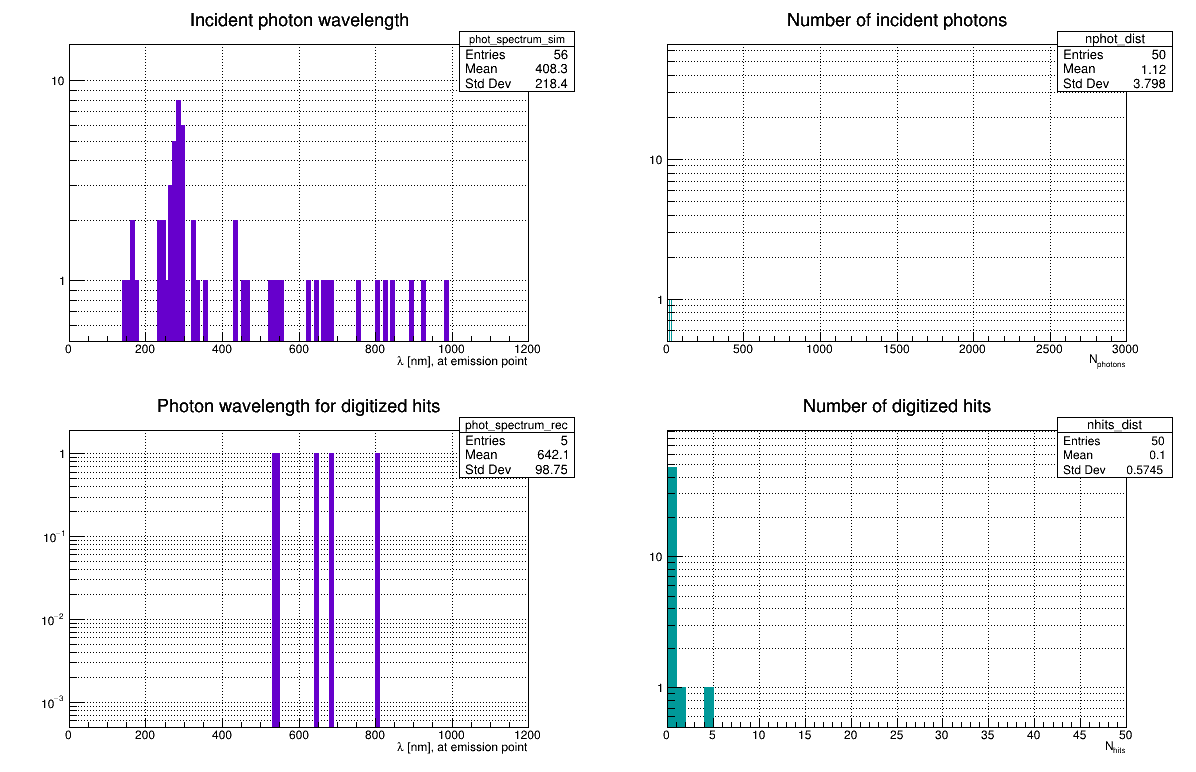 Incident photon wavelength
phot_spectrum_sim
Entries 56
Mean 408.3
Std Dev 218.4
10
1
0 200 400 600 800 1000 1200
λ [nm], at emission point
Number of incident photons
nphot_dist
Entries 50
Mean 1.12
Std Dev 3.798
10
1
0 500 1000 1500 2000 2500 3000
Nphotons
Photon wavelength for digitized hits
phot_spectrum_rec
Entries 5
Mean 642.1
Std Dev 98.75
1
10−1
10−2
10−3
0 200 400 600 800 1000 1200
λ [nm], at emission point
Number of digitized hits
nhits_dist
Entries 50
Mean 0.1
Std Dev 0.5745
10
1
0 5 10 15 20 25 30 35 40 45 50
Nhits